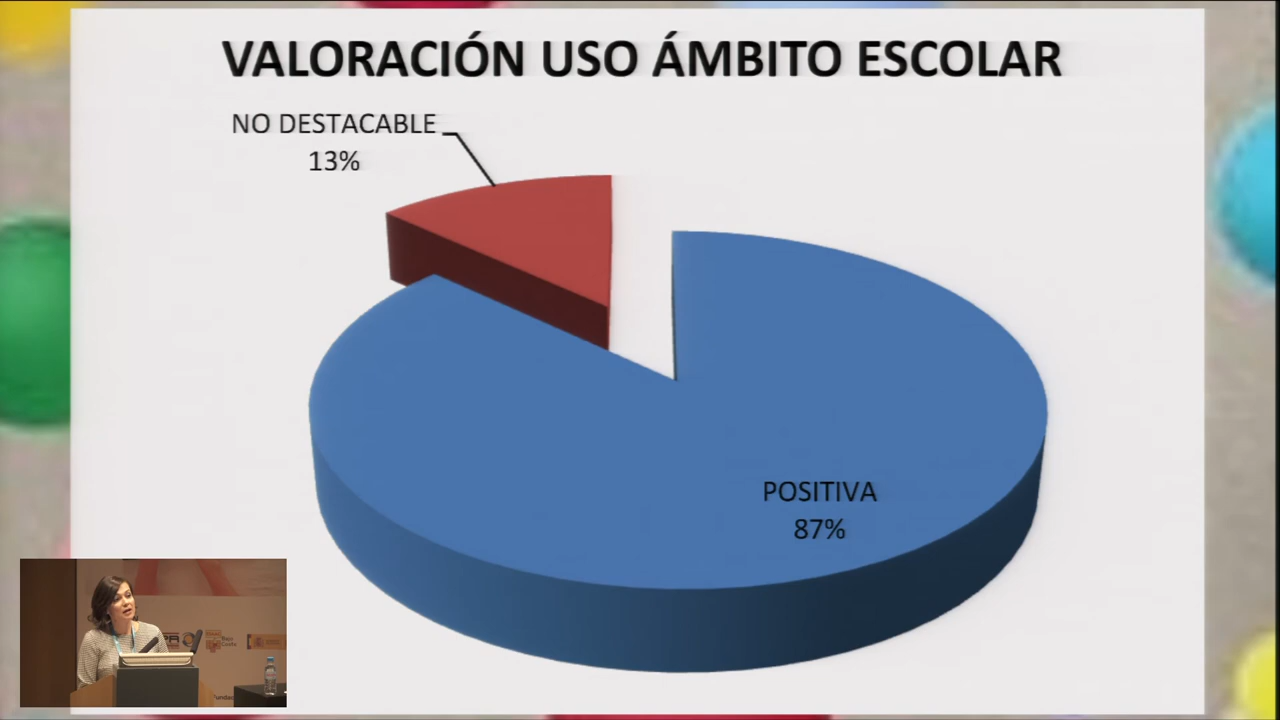 VALORACIÓN USO ÁMBITO ESCOLAR
NO DESTACABLE
13%
POSITIVA
87%